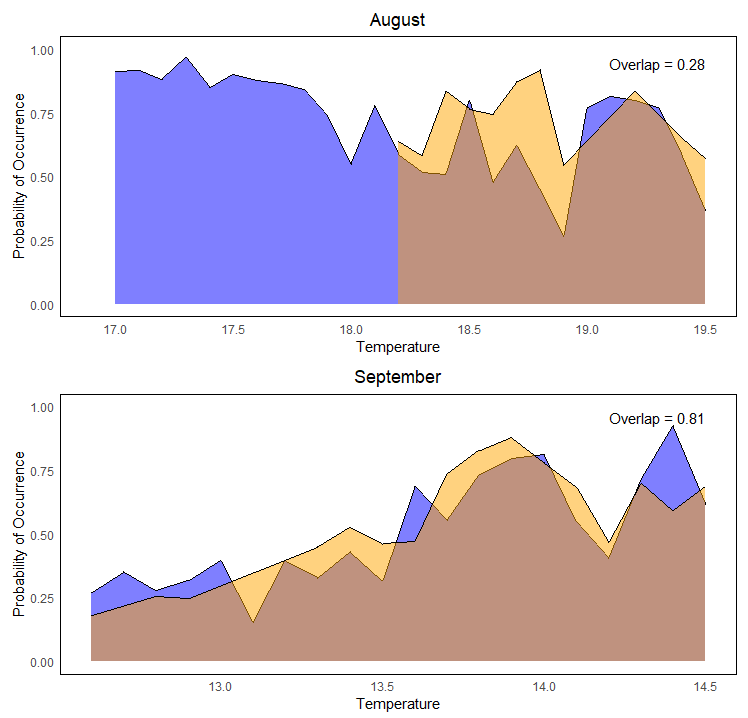 August
Overlap = 0.28
Probability of Occurrence
1.00
0.75
0.50
0.25
0.00
17.0 17.5 18.0 18.5 19.0 19.5
Temperature
September
Overlap = 0.81
Probability of Occurrence
1.00
0.75
0.50
0.25
0.00
13.0 13.5 14.0 14.5
Temperature